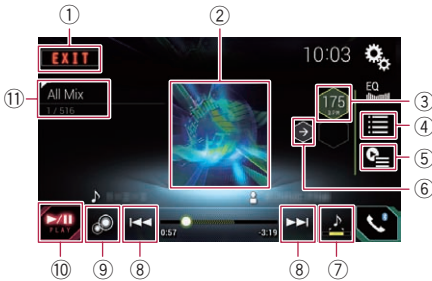 ①
②
EXIT
10:03
⑪
All Mix
1 / 516
EQ
175
BPM
③
④
⑤
⑥
0:57
-3:19
PLAY
⑩
⑨
⑧
⑧
⑦